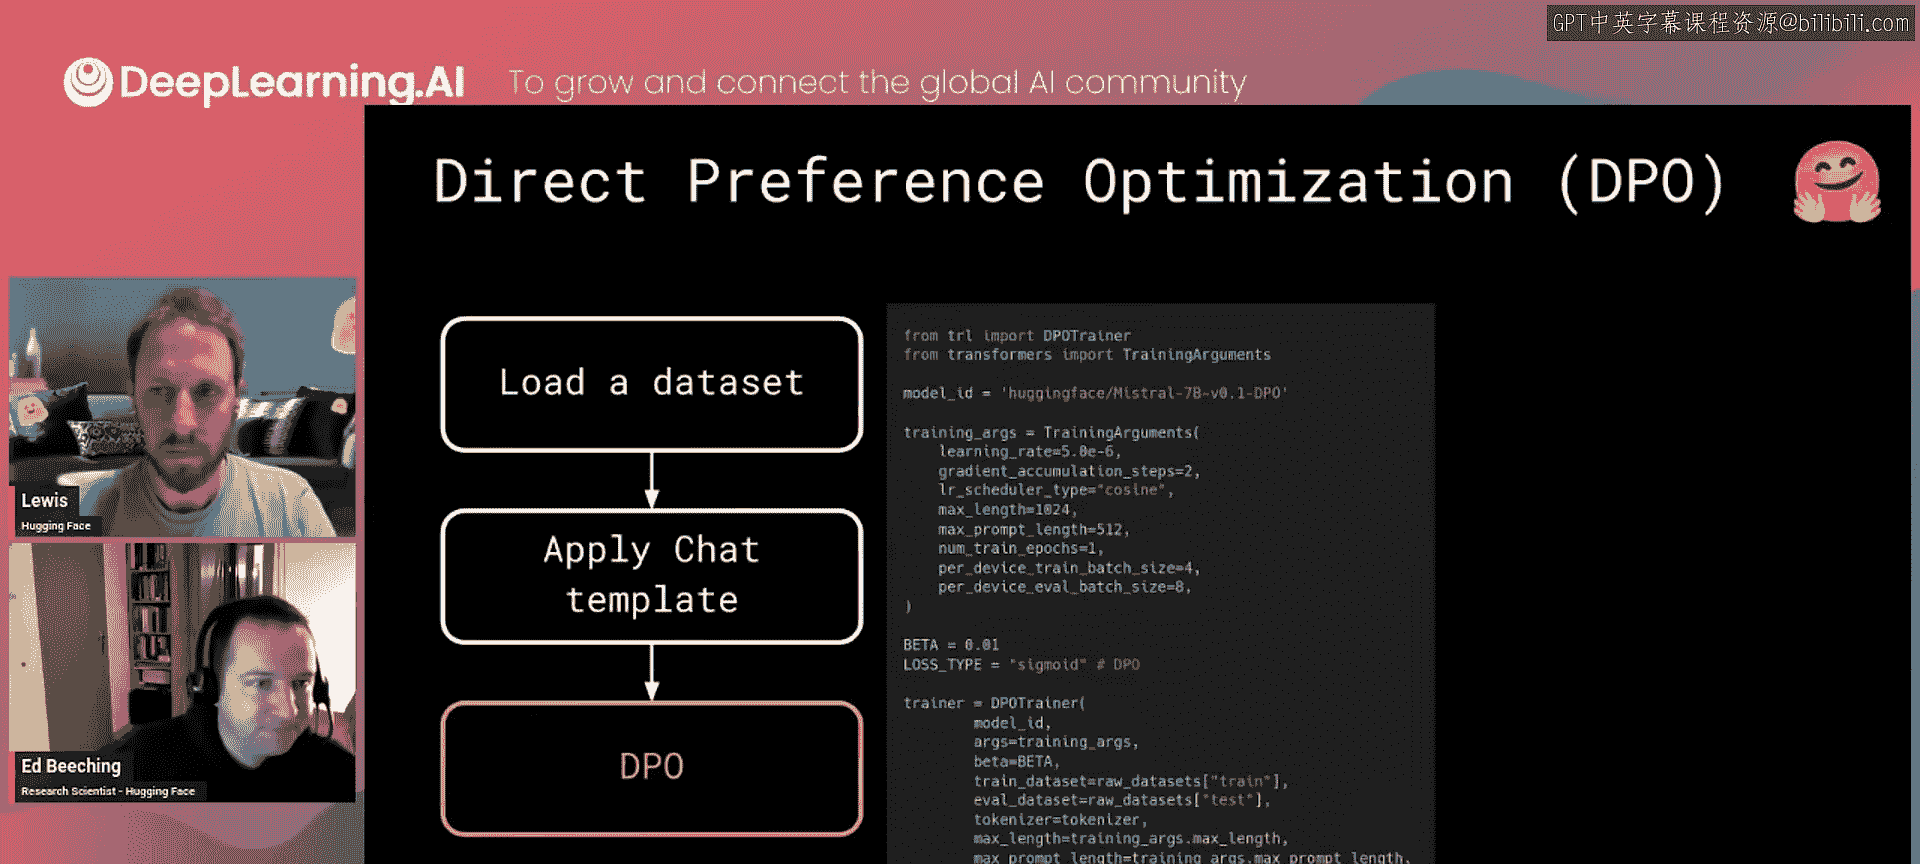 GPT中英字幕课程资源@bilibili.com
DeepLearning.AI
To grow and connect the global AI community
Direct Preference Optimization (DPO)
Load a dataset
Apply Chat
template
DPO
from trl import DPOTrainer
from transformers import TrainingArguments
model_id = 'huggingface/Mistral-7B-v0.1-DPO'
training_args = TrainingArguments(
learning_rate=5.0e-6,
gradient_accumulation_steps=2,
lr_scheduler_type="cosine",
max_length=1024,
max_prompt_length=512,
num_train_epochs=1,
per_device_train_batch_size=4,
per_device_eval_batch_size=8,
)
BETA = 0.01
LOSS_TYPE = "sigmoid" # DPO
trainer = DPOTrainer(
model_id,
args=training_args,
beta=BETA,
train_dataset=raw_datasets["train"],
eval_dataset=raw_datasets["test"],
tokenizer=tokenizer,
max_length=training_args.max_length,
max_prompt_length=training_args.max_prompt_length,
Lewis
Hugging Face
Ed Beeching
Research Scientist - Hugging Face